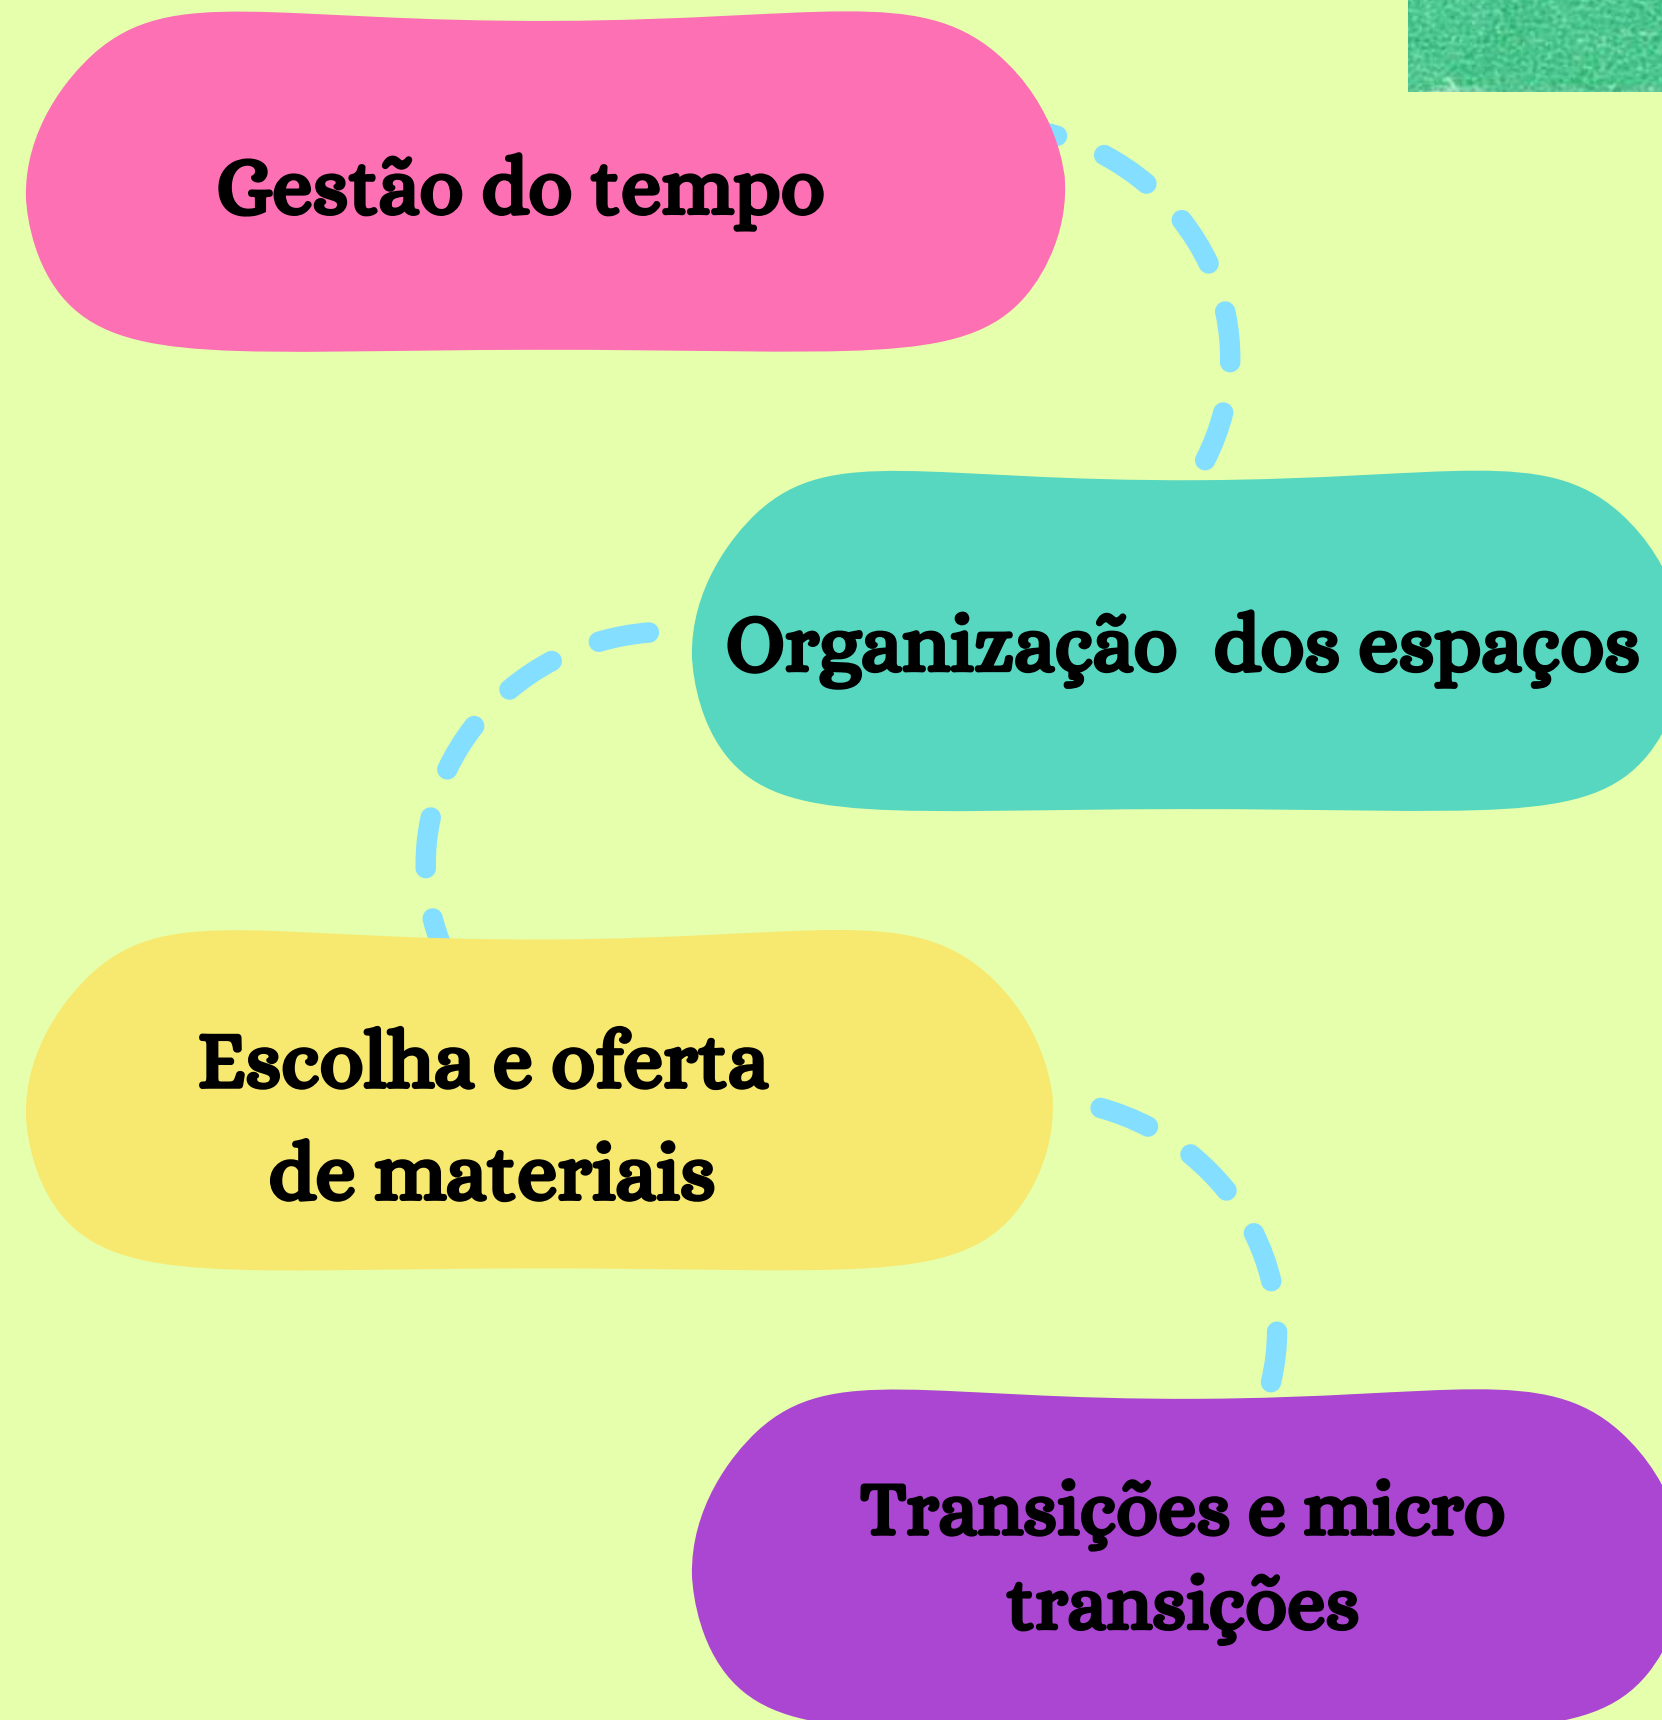 Gestão do tempo
Organização dos espaços
Escolha e oferta
de materiais
Transições e micro
transições